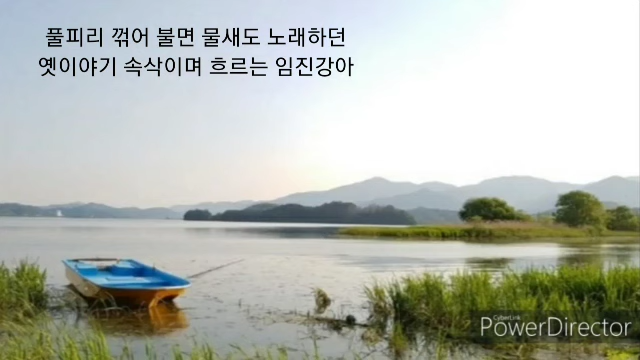 풀피리 꺾어 불면 물새도 노래하던
옛이야기 속삭이며 흐르는 임진강아
CyberLink
PowerDirector